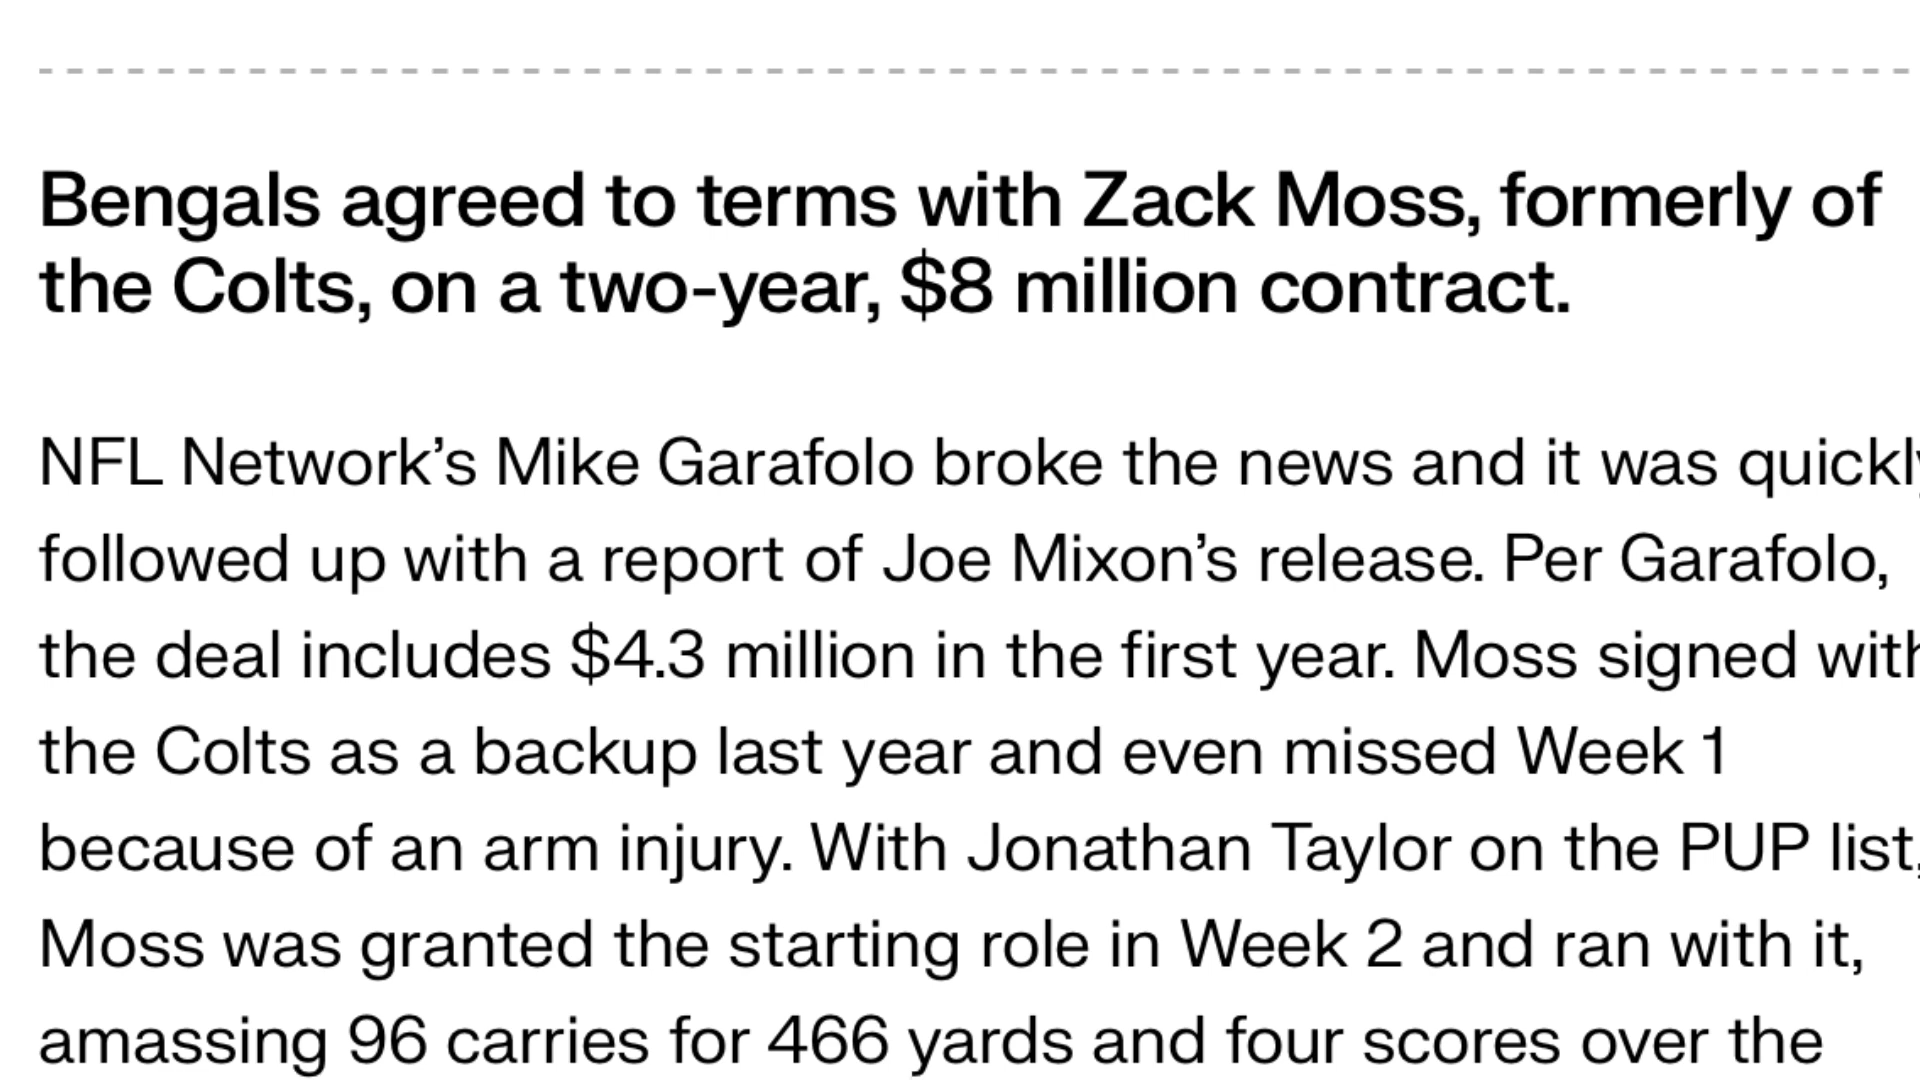 Bengals agreed to terms with Zack Moss, formerly of
the Colts, on a two-year, $8 million contract.
NFL Network’s Mike Garafolo broke the news and it was quickly
followed up with a report of Joe Mixon’s release. Per Garafolo,
the deal includes $4.3 million in the first year. Moss signed with
the Colts as a backup last year and even missed Week 1
because of an arm injury. With Jonathan Taylor on the PUP list,
Moss was granted the starting role in Week 2 and ran with it,
amassing 96 carries for 466 yards and four scores over the